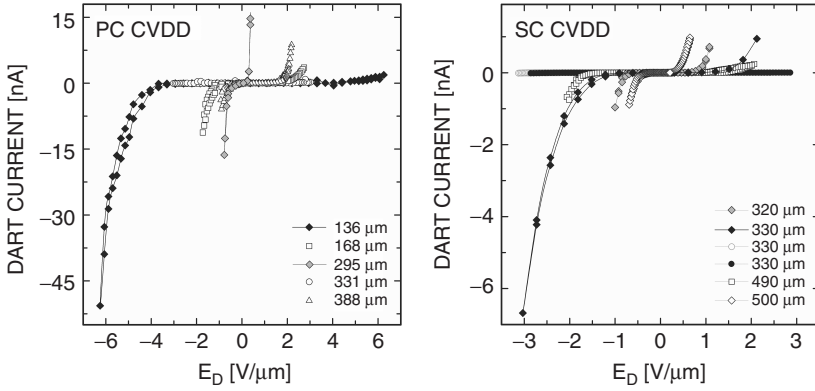 PC CVDD
DART CURRENT [nA]
15
0
−15
−30
−45
136 μm
168 μm
295 μm
331 μm
388 μm
−6 −4 −2 0 2 4 6
E_D [V/μm]
SC CVDD
DART CURRENT [nA]
0
−2
−4
−6
320 μm
330 μm
330 μm
330 μm
490 μm
500 μm
−3 −2 −1 0 1 2 3
E_D [V/μm]